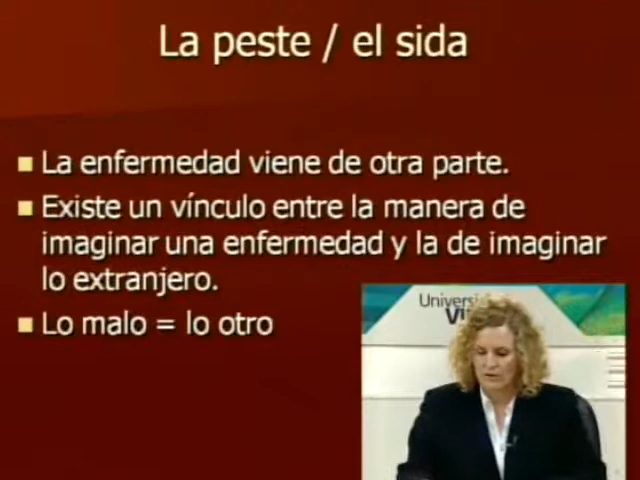 La peste / el sida
■ La enfermedad viene de otra parte.
■ Existe un vínculo entre la manera de
imaginar una enfermedad y la de imaginar
lo extranjero.
■ Lo malo = lo otro